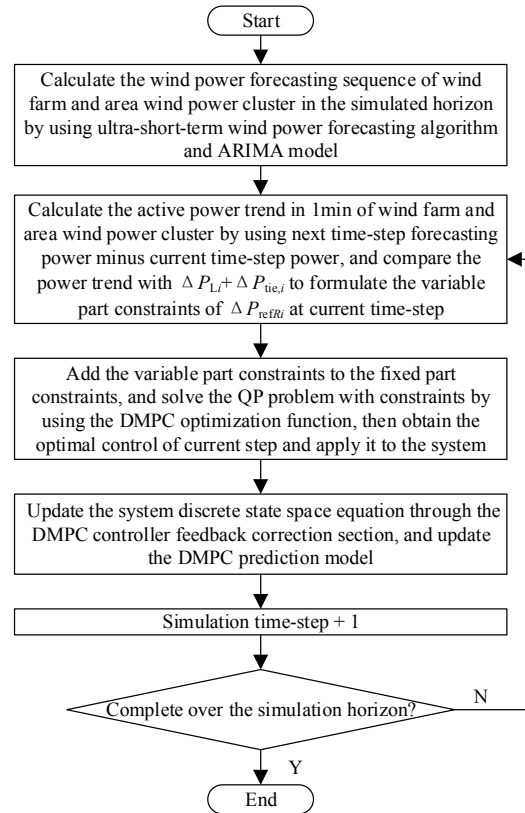 Start
Calculate the wind power forecasting sequence of wind
farm and area wind power cluster in the simulated horizon
by using ultra-short-term wind power forecasting algorithm
and ARIMA model
Calculate the active power trend in 1min of wind farm and
area wind power cluster by using next time-step forecasting
power minus current time-step power, and compare the
power trend with ΔP_{Li}+ΔP_{tie,i} to formulate the variable
part constraints of ΔP_{refRi} at current time-step
Add the variable part constraints to the fixed part
constraints, and solve the QP problem with constraints by
using the DMPC optimization function, then obtain the
optimal control of current step and apply it to the system
Update the system discrete state space equation through the
DMPC controller feedback correction section, and update
the DMPC prediction model
Simulation time-step + 1
Complete over the simulation horizon?
N
Y
End